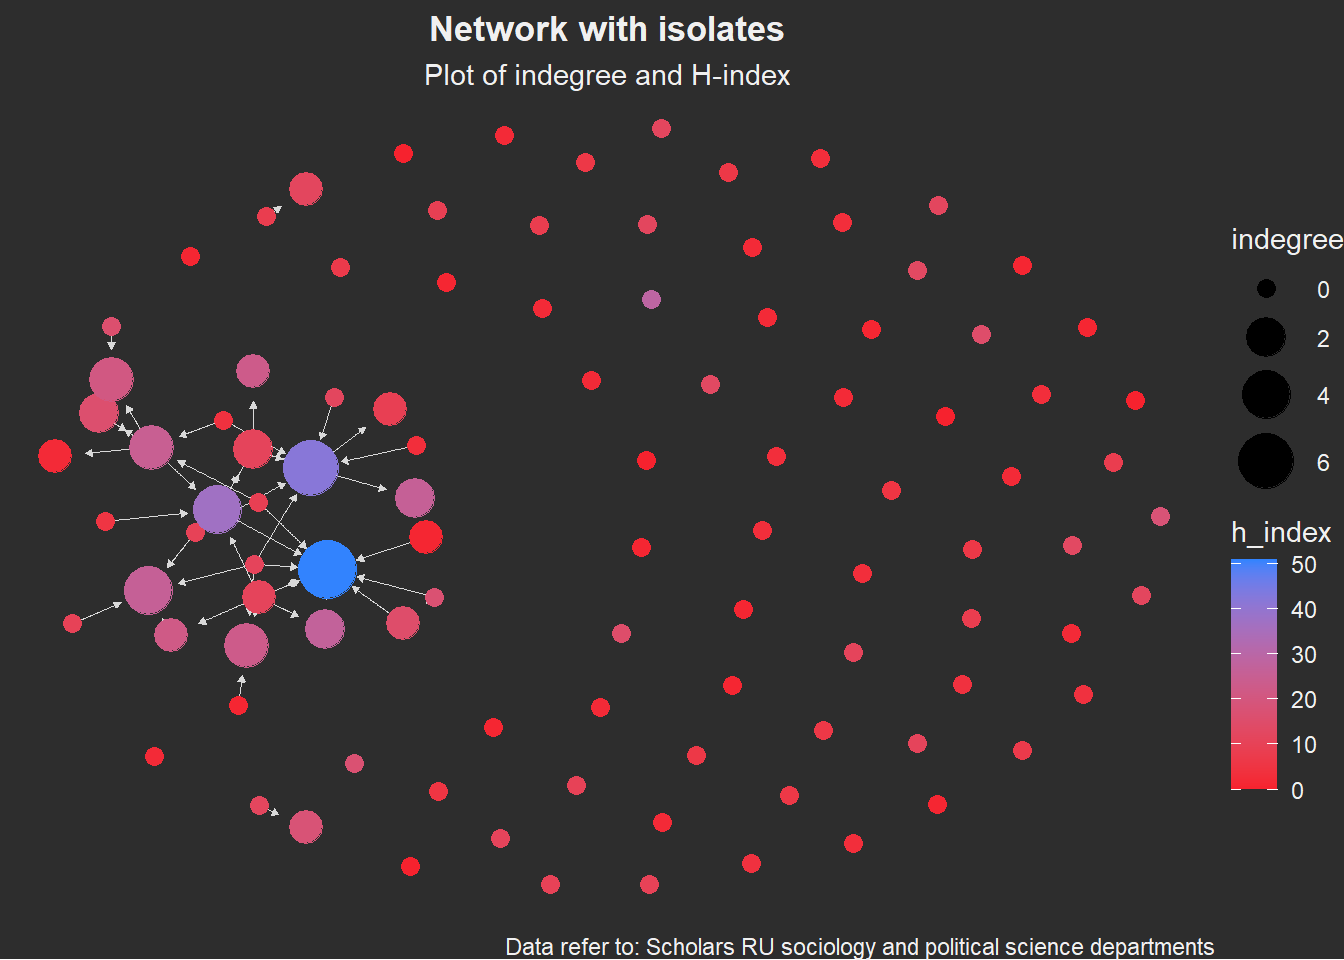 Network with isolates
Plot of indegree and H-index
indegree
0
2
4
6
h_index
50
40
30
20
10
0
Data refer to: Scholars RU sociology and political science departments